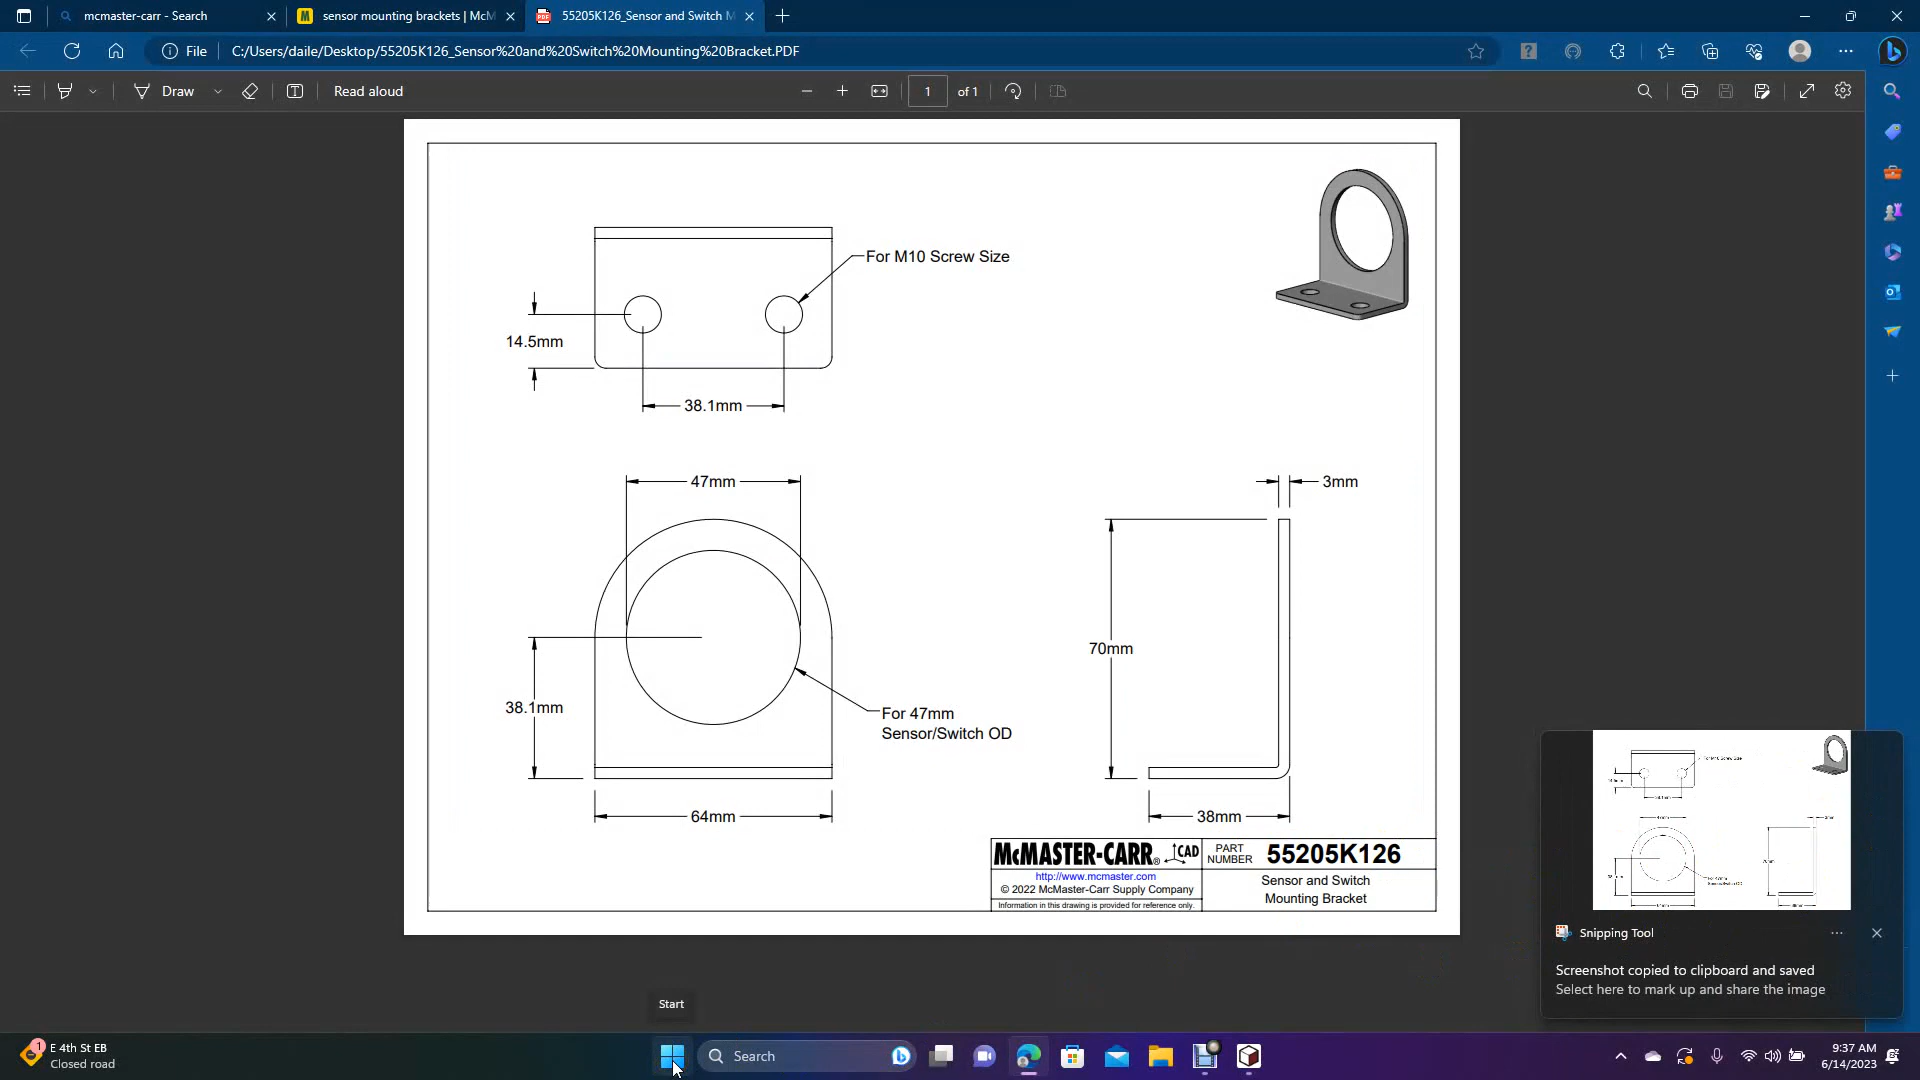 mcmaster-carr - Search
sensor mounting brackets | McM
55205K126_Sensor and Switch M
File
C:/Users/daile/Desktop/55205K126_Sensor%20and%20Switch%20Mounting%20Bracket.PDF
Draw
Read aloud
1
of 1
For M10 Screw Size
14.5mm
38.1mm
47mm
3mm
70mm
38.1mm
For 47mm
Sensor/Switch OD
64mm
38mm
McMASTER-CARR® CAD
http://www.mcmaster.com
© 2022 McMaster-Carr Supply Company
Information in this drawing is provided for reference only.
PART
NUMBER
55205K126
Sensor and Switch
Mounting Bracket
Snipping Tool
Screenshot copied to clipboard and saved
Select here to mark up and share the image
Start
1
E 4th St EB
Closed road
Search
9:37 AM
6/14/2023